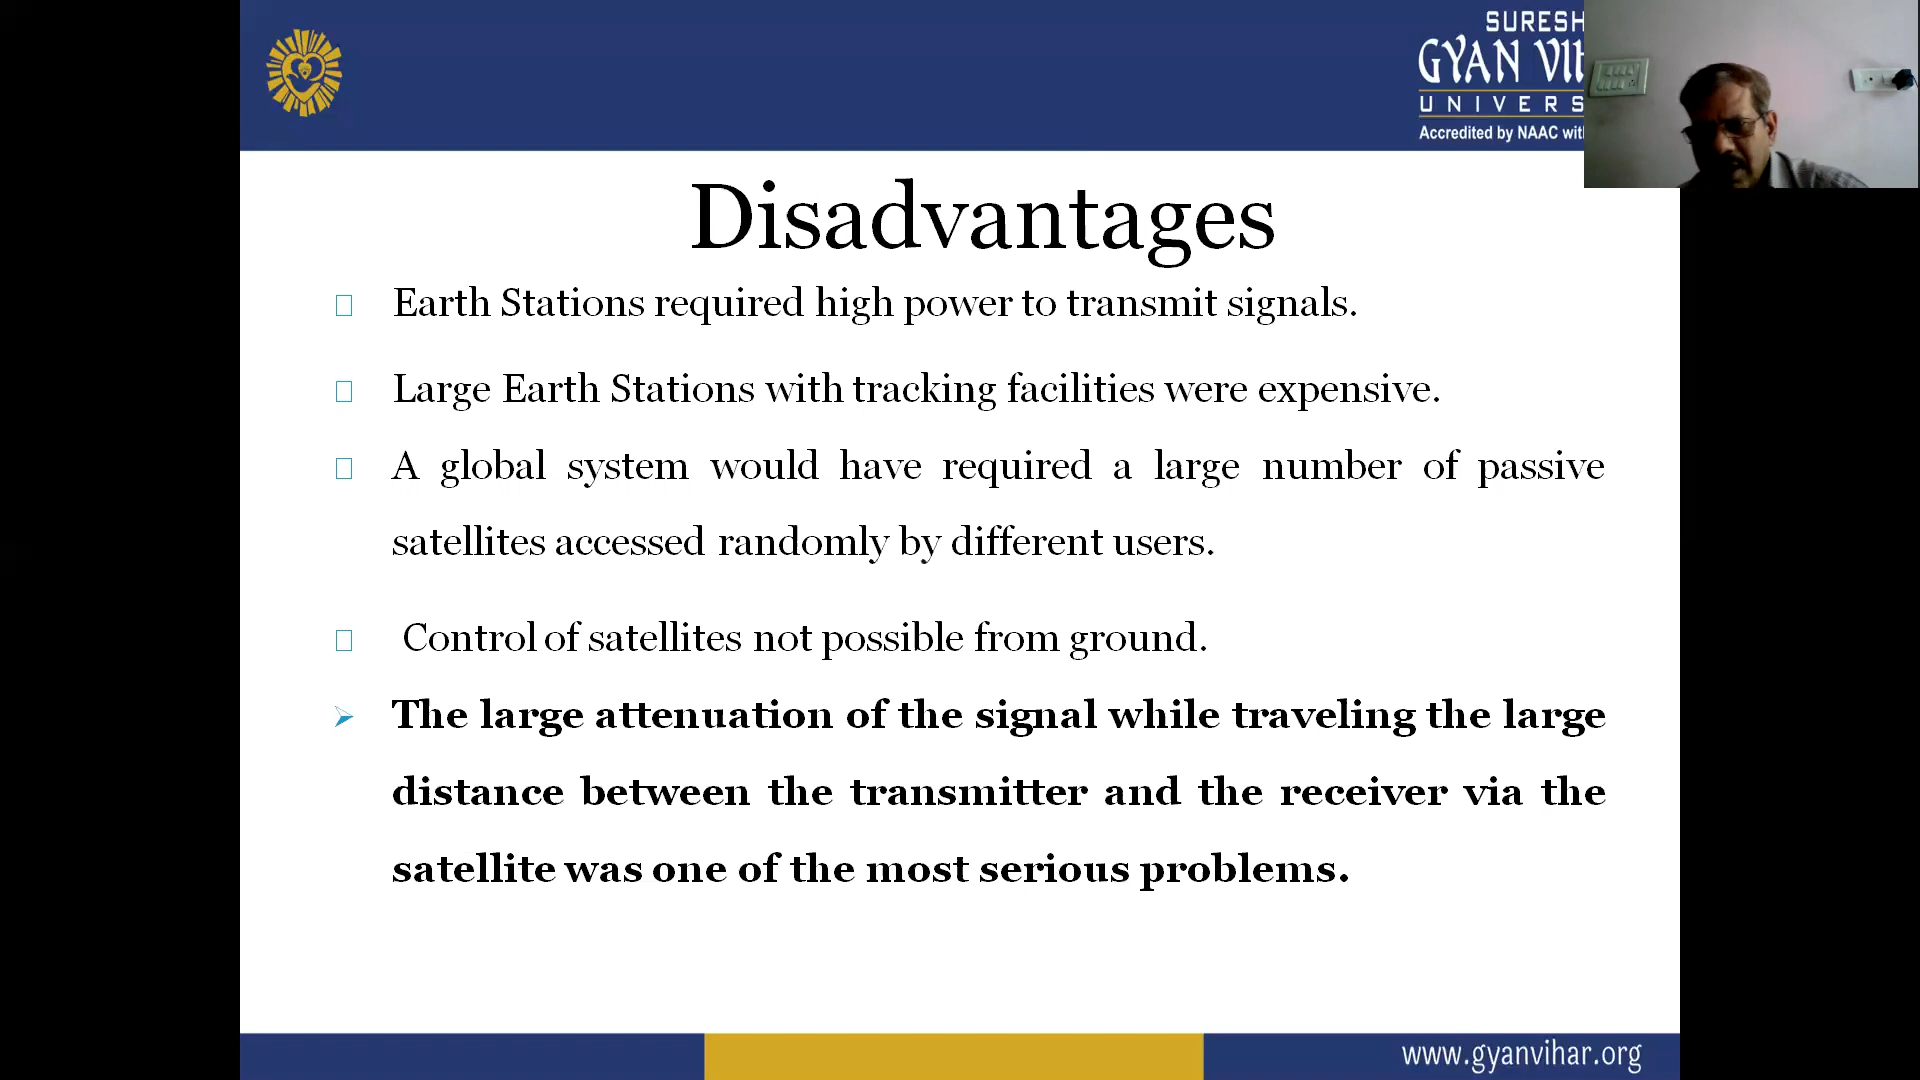 SURESH
GYAN
UNIVERS
Accredited by NAAC wit
Disadvantages
Earth Stations required high power to transmit signals.
Large Earth Stations with tracking facilities were expensive.
A global system would have required a large number of passive
satellites accessed randomly by different users.
Control of satellites not possible from ground.
The large attenuation of the signal while traveling the large
distance between the transmitter and the receiver via the
satellite was one of the most serious problems.
www.gyanvihar.org